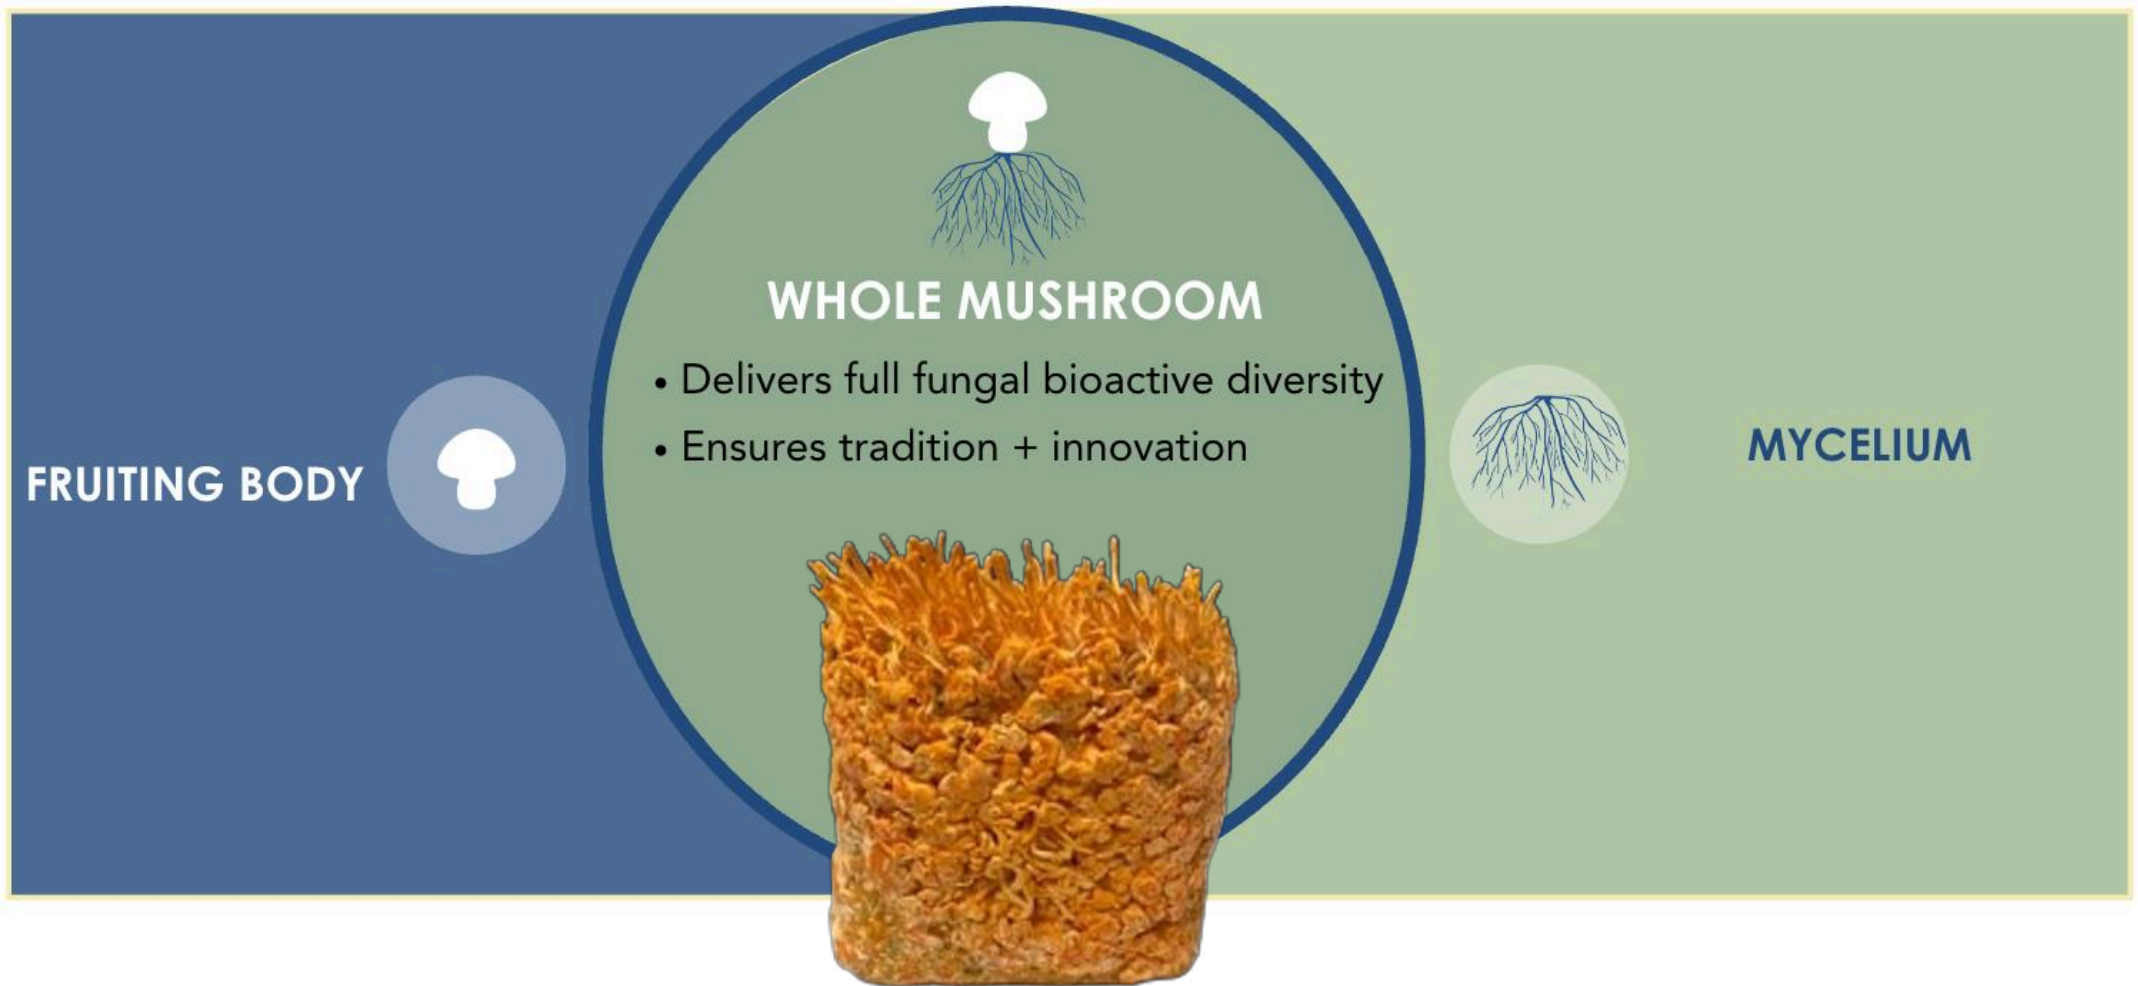 WHOLE MUSHROOM
• Delivers full fungal bioactive diversity
• Ensures tradition + innovation
FRUITING BODY
MYCELIUM